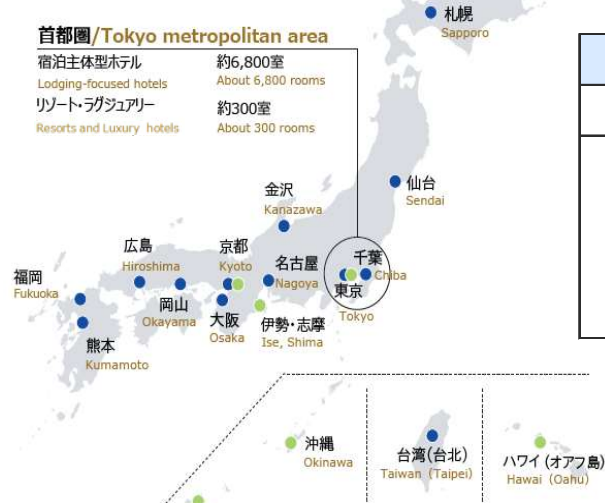 札幌
Sapporo
首都圏/Tokyo metropolitan area
宿泊主体型ホテル 約6,800室
Lodging-focused hotels About 6,800 rooms
リゾート・ラグジュアリー 約300室
Resorts and Luxury hotels About 300 rooms
仙台
Sendai
金沢
Kanazawa
千葉
Chiba
東京
Tokyo
名古屋
Nagoya
京都
Kyoto
広島
Hiroshima
福岡
Fukuoka
岡山
Okayama
大阪
Osaka
伊勢・志摩
Ise, Shima
熊本
Kumamoto
沖縄
Okinawa
台湾(台北)
Taiwan (Taipei)
ハワイ(オアフ島)
Hawai (Oahu)